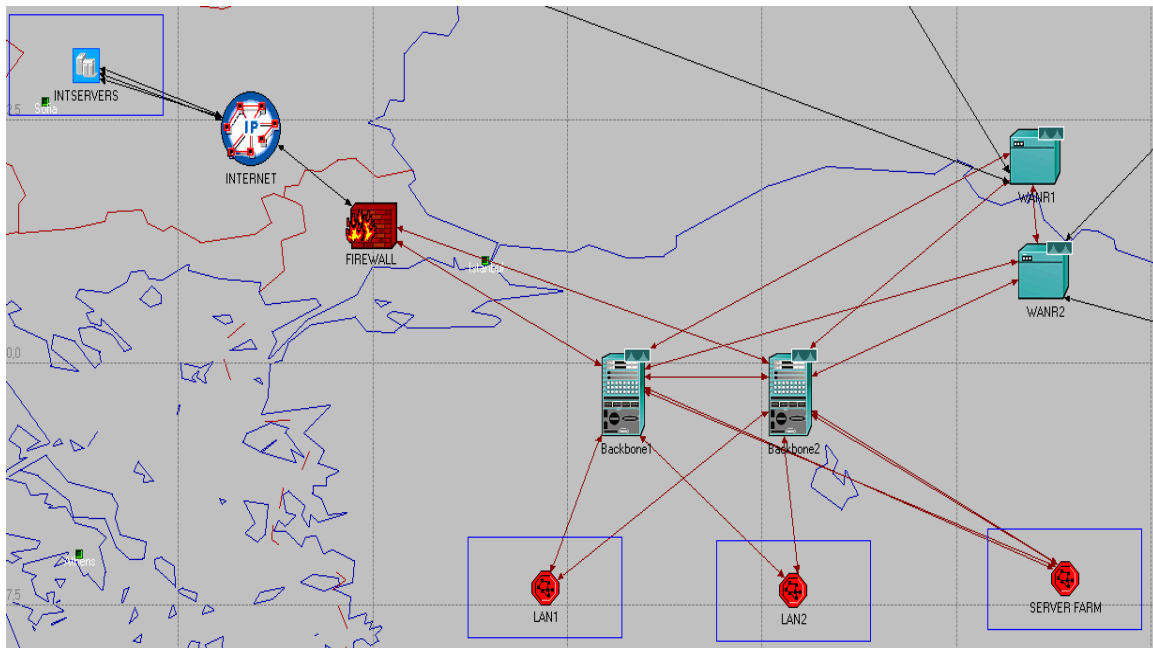 INTSERVERS
Sofia
2.5
IP
INTERNET
WANR1
FIREWALL
Istanbul
WANR2
0.0
Backbone1
Backbone2
Athens
7.5
LAN1
LAN2
SERVER FARM